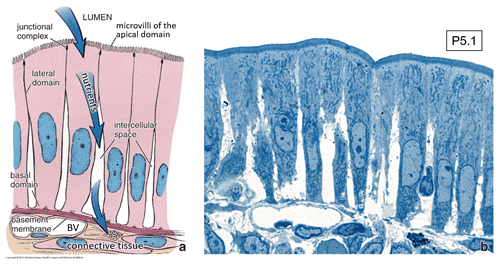 LUMEN
junctional
complex
microvilli of the
apical domain
P5.1
lateral
domain
nutrients
intercellular
space
basal
domain
basement
membrane
BV
connective tissue
a
b